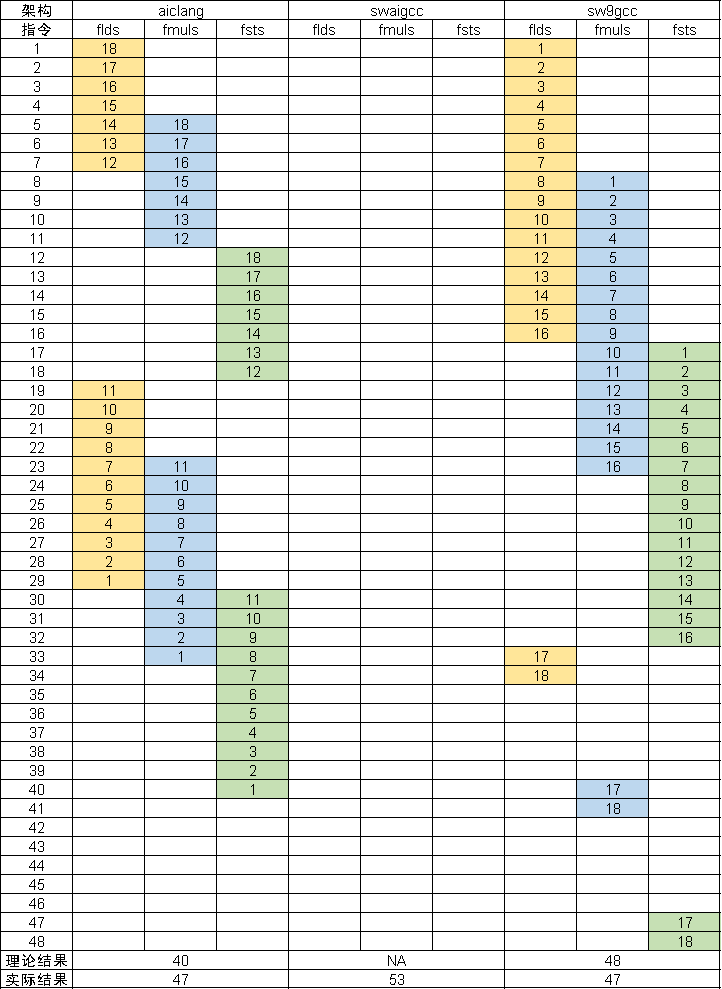 架构 aiclang swaigcc sw9gcc
指令 flds fmuls fsts flds fmuls fsts flds fmuls fsts
1 18 1
2 17 2
3 16 3
4 15 4
5 14 18 5
6 13 17 6
7 12 16 7
8 15 8 1
9 14 9 2
10 13 10 3
11 12 11 4
12 18 12 5
13 17 13 6
14 16 14 7
15 15 15 8
16 14 16 9
17 13 10 1
18 12 11 2
19 11 12 3
20 10 13 4
21 9 14 5
22 8 15 6
23 7 11 16 7
24 6 10 8
25 5 9 9
26 4 8 10
27 3 7 11
28 2 6 12
29 1 5 13
30 4 11 14
31 3 10 15
32 2 9 16
33 1 8 17
34 7 18
35 6
36 5
37 4
38 3
39 2
40 1 17
41 18
42
43
44
45
46
47 17
48 18
理论结果 40 NA 48
实际结果 47 53 47